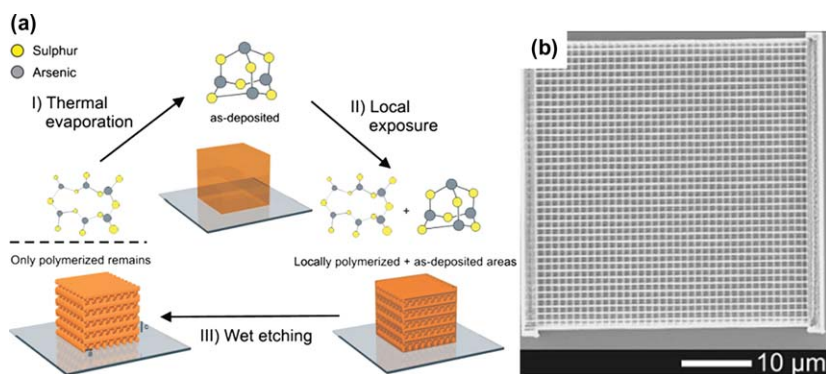 (a)
Sulphur
Arsenic
I) Thermal
evaporation
as-deposited
II) Local
exposure
+
Only polymerized remains
Locally polymerized + as-deposited areas
III) Wet etching
(b)
10 µm